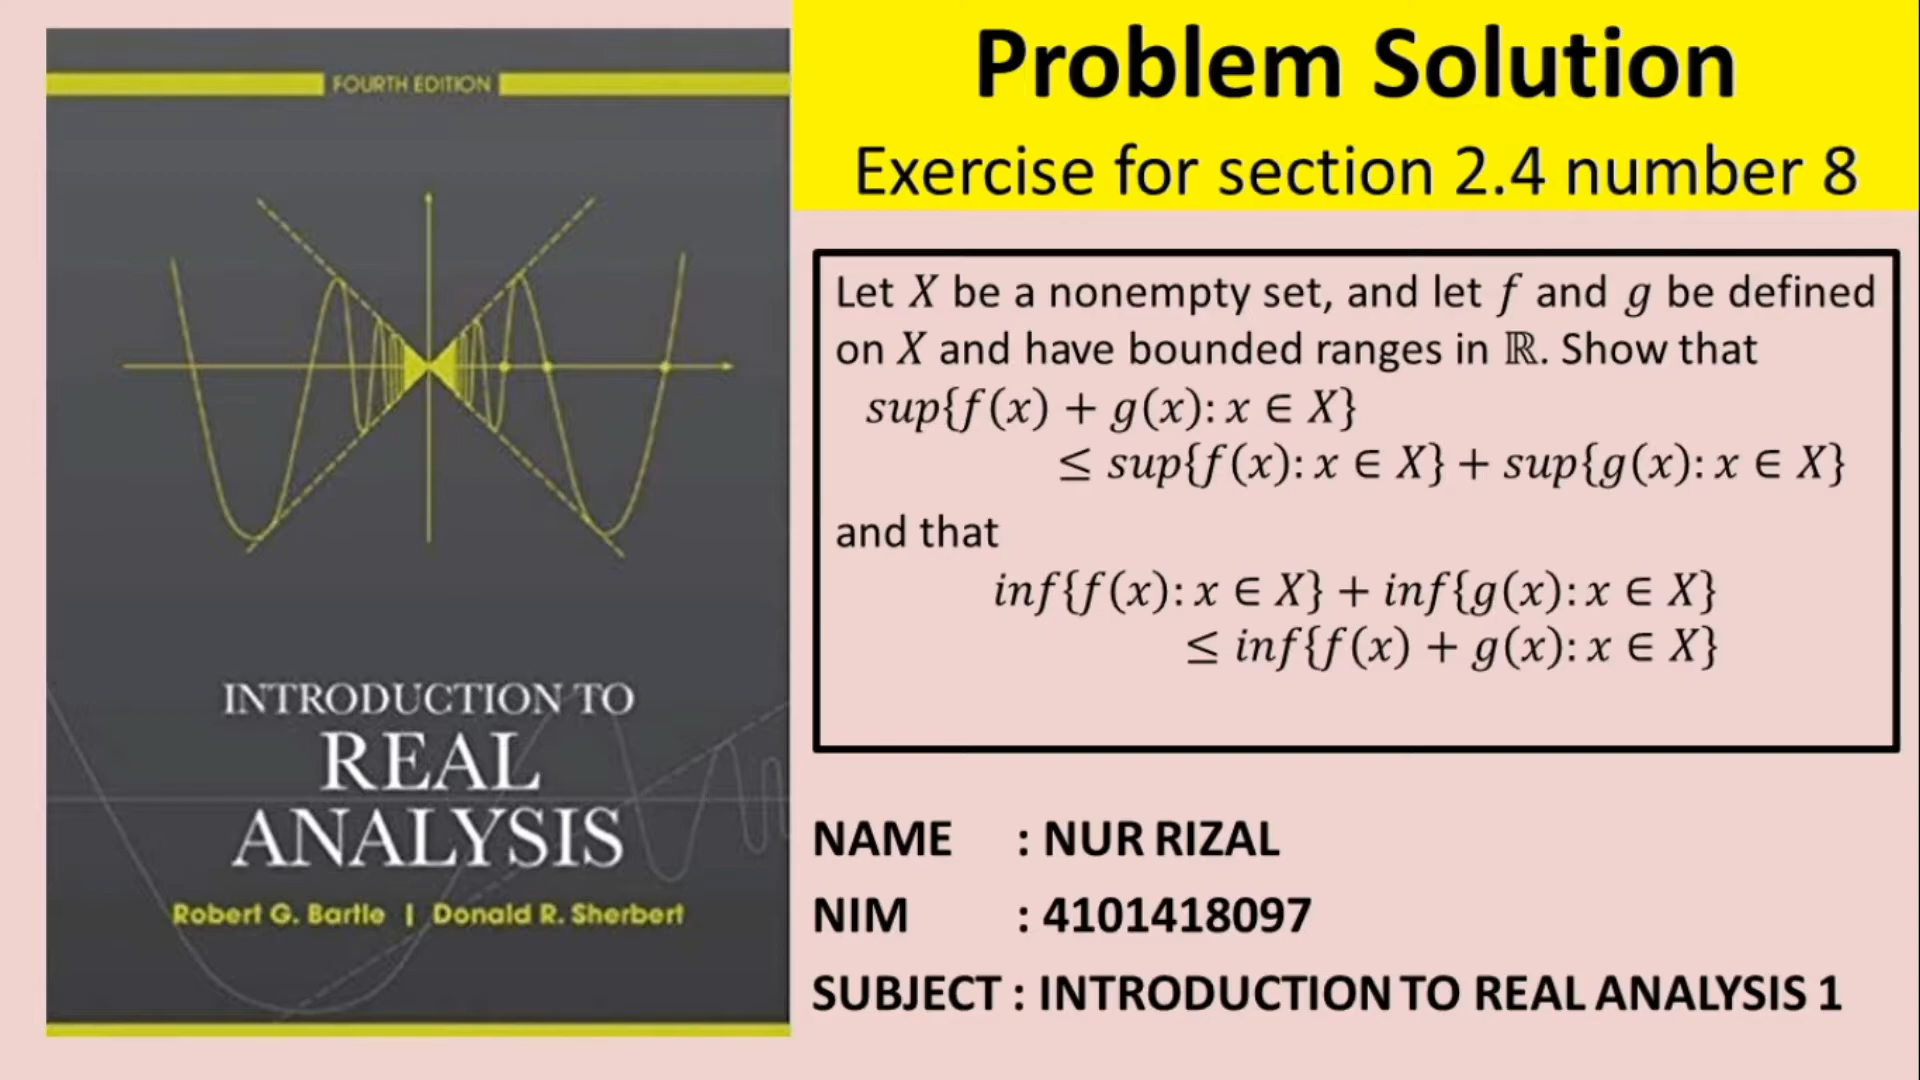 FOURTH EDITION
INTRODUCTION TO
REAL
ANALYSIS
Robert G. Bartle | Donald R. Sherbert
Problem Solution
Exercise for section 2.4 number 8
Let X be a nonempty set, and let f and g be defined
on X and have bounded ranges in ℝ. Show that
sup{f(x) + g(x): x ∈ X}
≤ sup{f(x): x ∈ X} + sup{g(x): x ∈ X}
and that
inf{f(x): x ∈ X} + inf{g(x): x ∈ X}
≤ inf{f(x) + g(x): x ∈ X}
NAME : NUR RIZAL
NIM : 4101418097
SUBJECT : INTRODUCTION TO REAL ANALYSIS 1